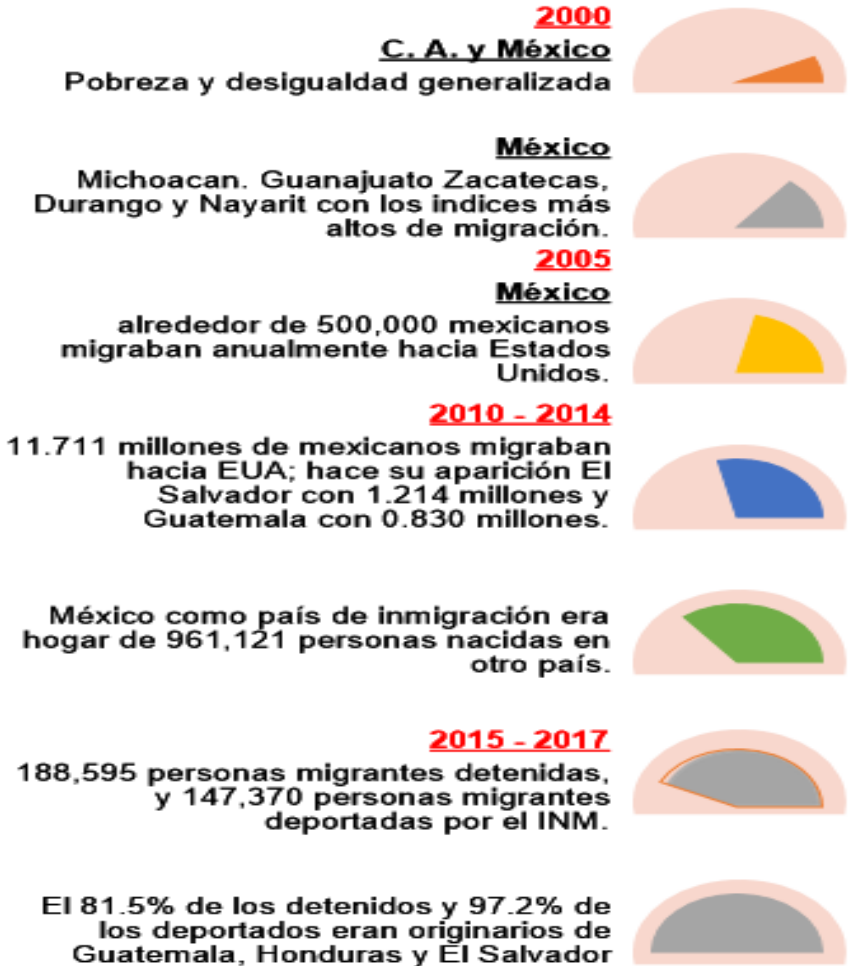 2000
C. A. y México
Pobreza y desigualdad generalizada
México
Michoacan. Guanajuato Zacatecas,
Durango y Nayarit con los indices más
altos de migración.
2005
México
alrededor de 500,000 mexicanos
migraban anualmente hacia Estados
Unidos.
2010 - 2014
11.711 millones de mexicanos migraban
hacia EUA; hace su aparición El
Salvador con 1.214 millones y
Guatemala con 0.830 millones.
México como país de inmigración era
hogar de 961,121 personas nacidas en
otro país.
2015 - 2017
188,595 personas migrantes detenidas,
y 147,370 personas migrantes
deportadas por el INM.
El 81.5% de los detenidos y 97.2% de
los deportados eran originarios de
Guatemala, Honduras y El Salvador